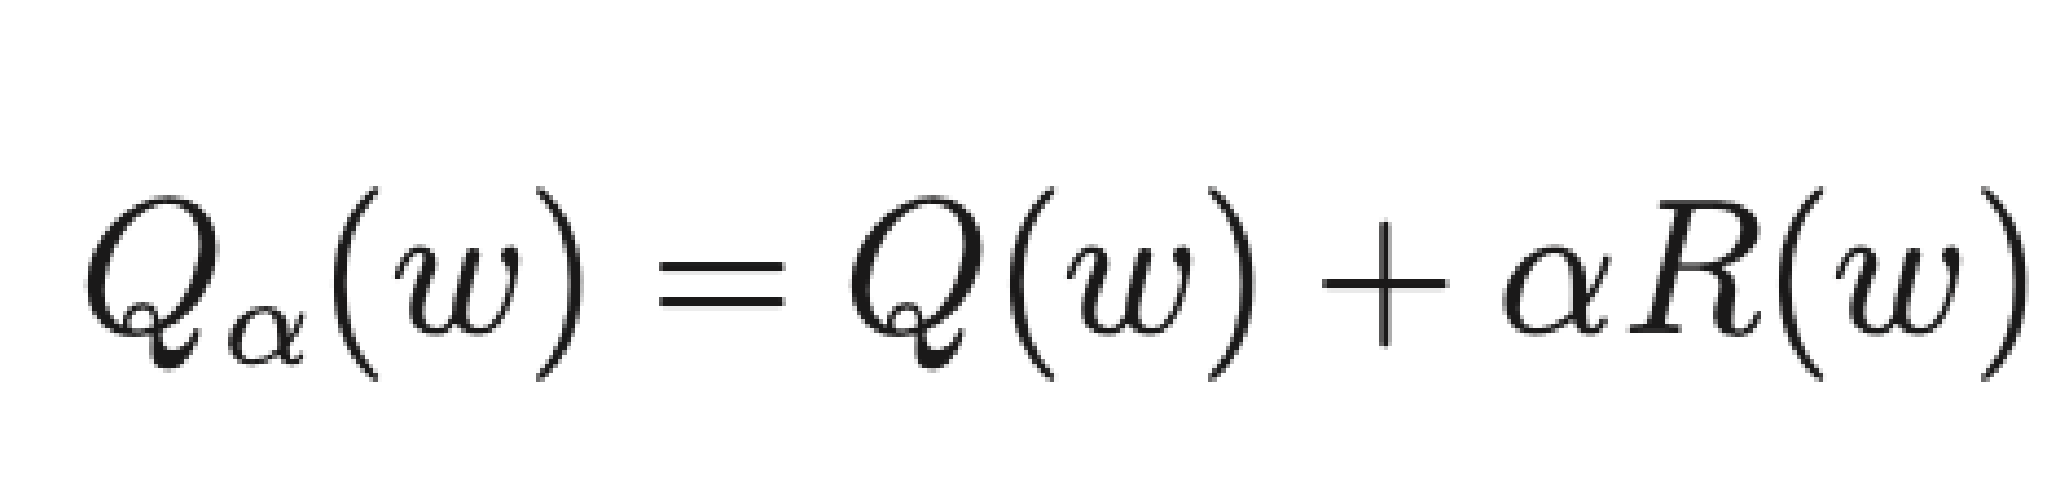 Qα(w) = Q(w) + αR(w)